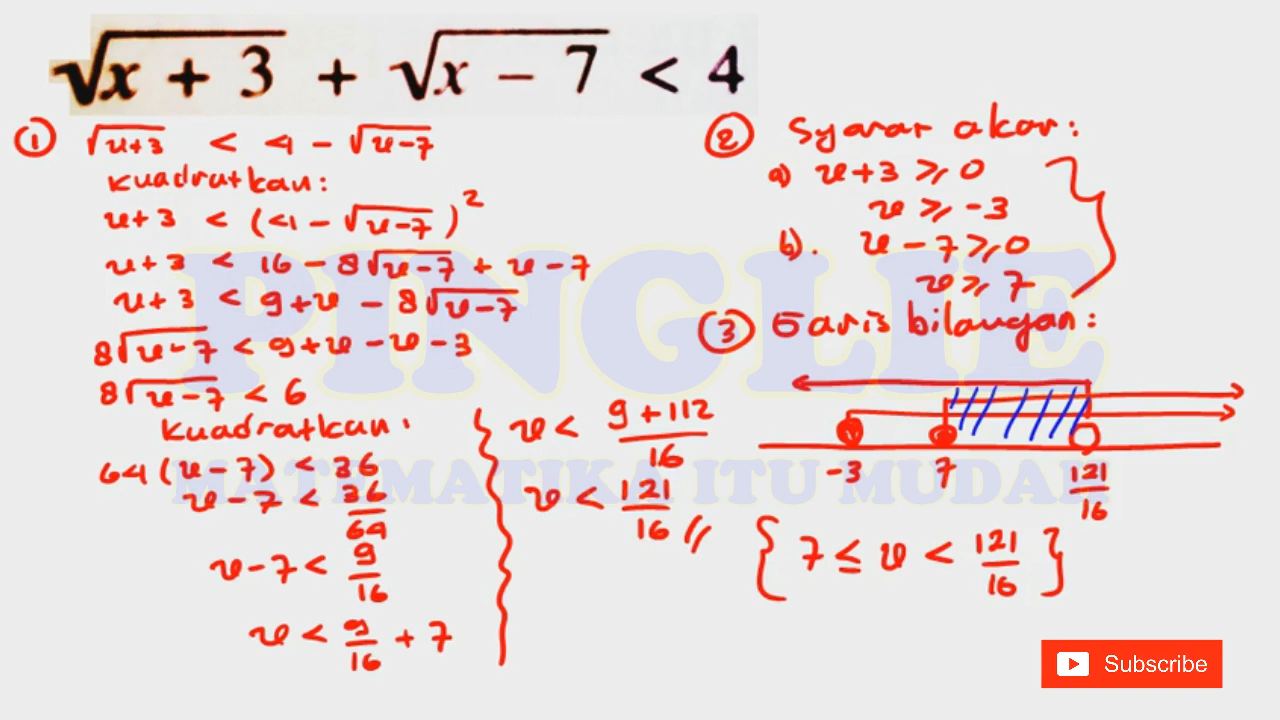 √(x + 3) + √(x − 7) < 4
① √(x+3) < 4 − √(x−7)
Kuadratkan:
x+3 < (4 − √(x−7))²
x+3 < 16 − 8√(x−7) + x − 7
x+3 < 9+x − 8√(x−7)
8√(x−7) < 9+x − x − 3
8√(x−7) < 6
Kuadratkan:
64(x − 7) < 36
x − 7 < 36/64
x − 7 < 9/16
x < 9/16 + 7
x < (9 + 112)/16
x < 121/16 //
② Syarat akar:
a) x+3 ≥ 0
x ≥ −3
b). x − 7 ≥ 0
x ≥ 7
③ Garis bilangan:
-3 7 121/16
{ 7 ≤ x < 121/16 }
PINGLIE
MATEMATIKA ITU MUDAH
Subscribe